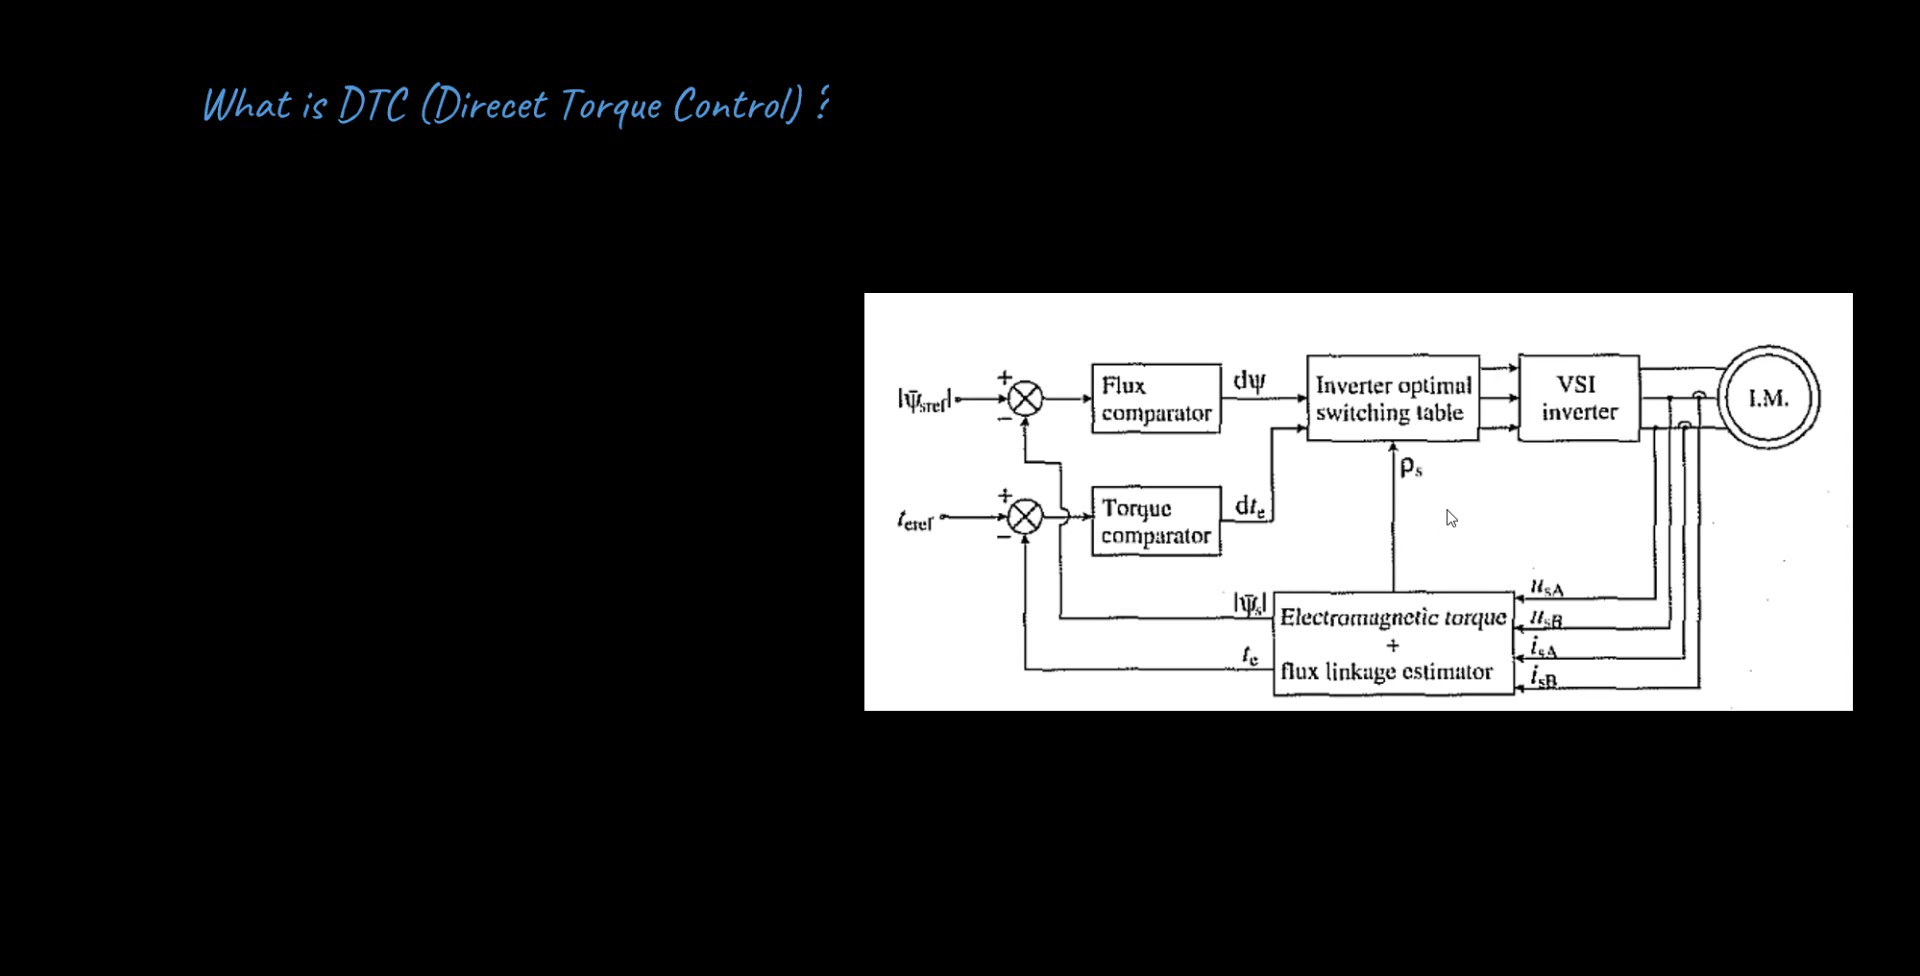 What is DTC (Direcet Torque Control) ?
|ψ̄sref|
+
−
Flux
comparator
dψ
Inverter optimal
switching table
VSI
inverter
I.M.
teref
+
−
Torque
comparator
dte
ρs
|ψ̄s|
te
Electromagnetic torque
+
flux linkage estimator
usA
usB
isA
isB